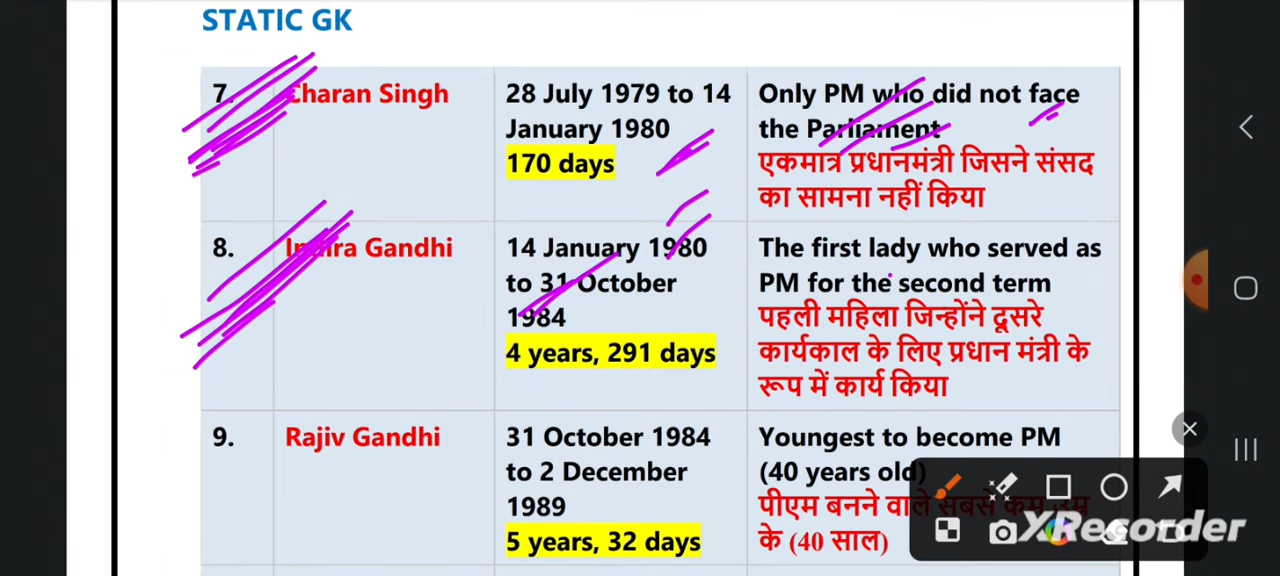 STATIC GK
7.
Charan Singh
28 July 1979 to 14
January 1980
170 days
Only PM who did not face
the Parliament
एकमात्र प्रधानमंत्री जिसने संसद
का सामना नहीं किया
8.
Indira Gandhi
14 January 1980
to 31 October
1984
4 years, 291 days
The first lady who served as
PM for the second term
पहली महिला जिन्होंने दूसरे
कार्यकाल के लिए प्रधान मंत्री के
रूप में कार्य किया
9.
Rajiv Gandhi
31 October 1984
to 2 December
1989
5 years, 32 days
Youngest to become PM
(40 years old)
पीएम बनने वाले सबसे कम उम्र
के (40 साल)
XRecorder